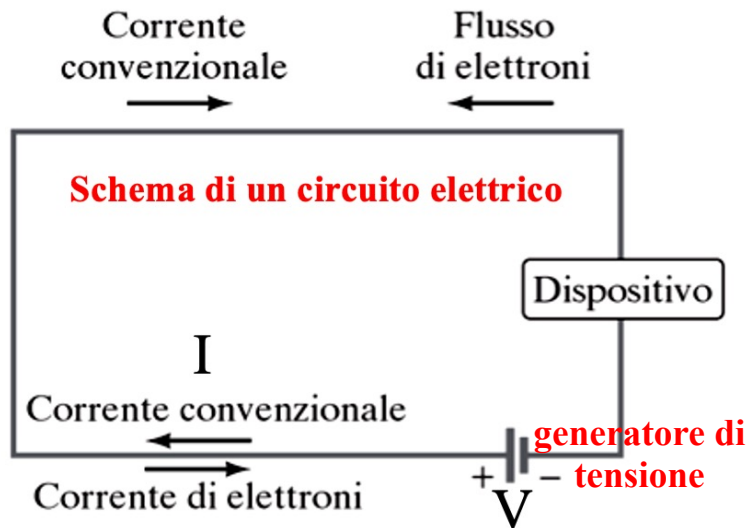 Corrente
convenzionale
Flusso
di elettroni
Schema di un circuito elettrico
Dispositivo
I
Corrente convenzionale
generatore di
tensione
+
−
V
Corrente di elettroni